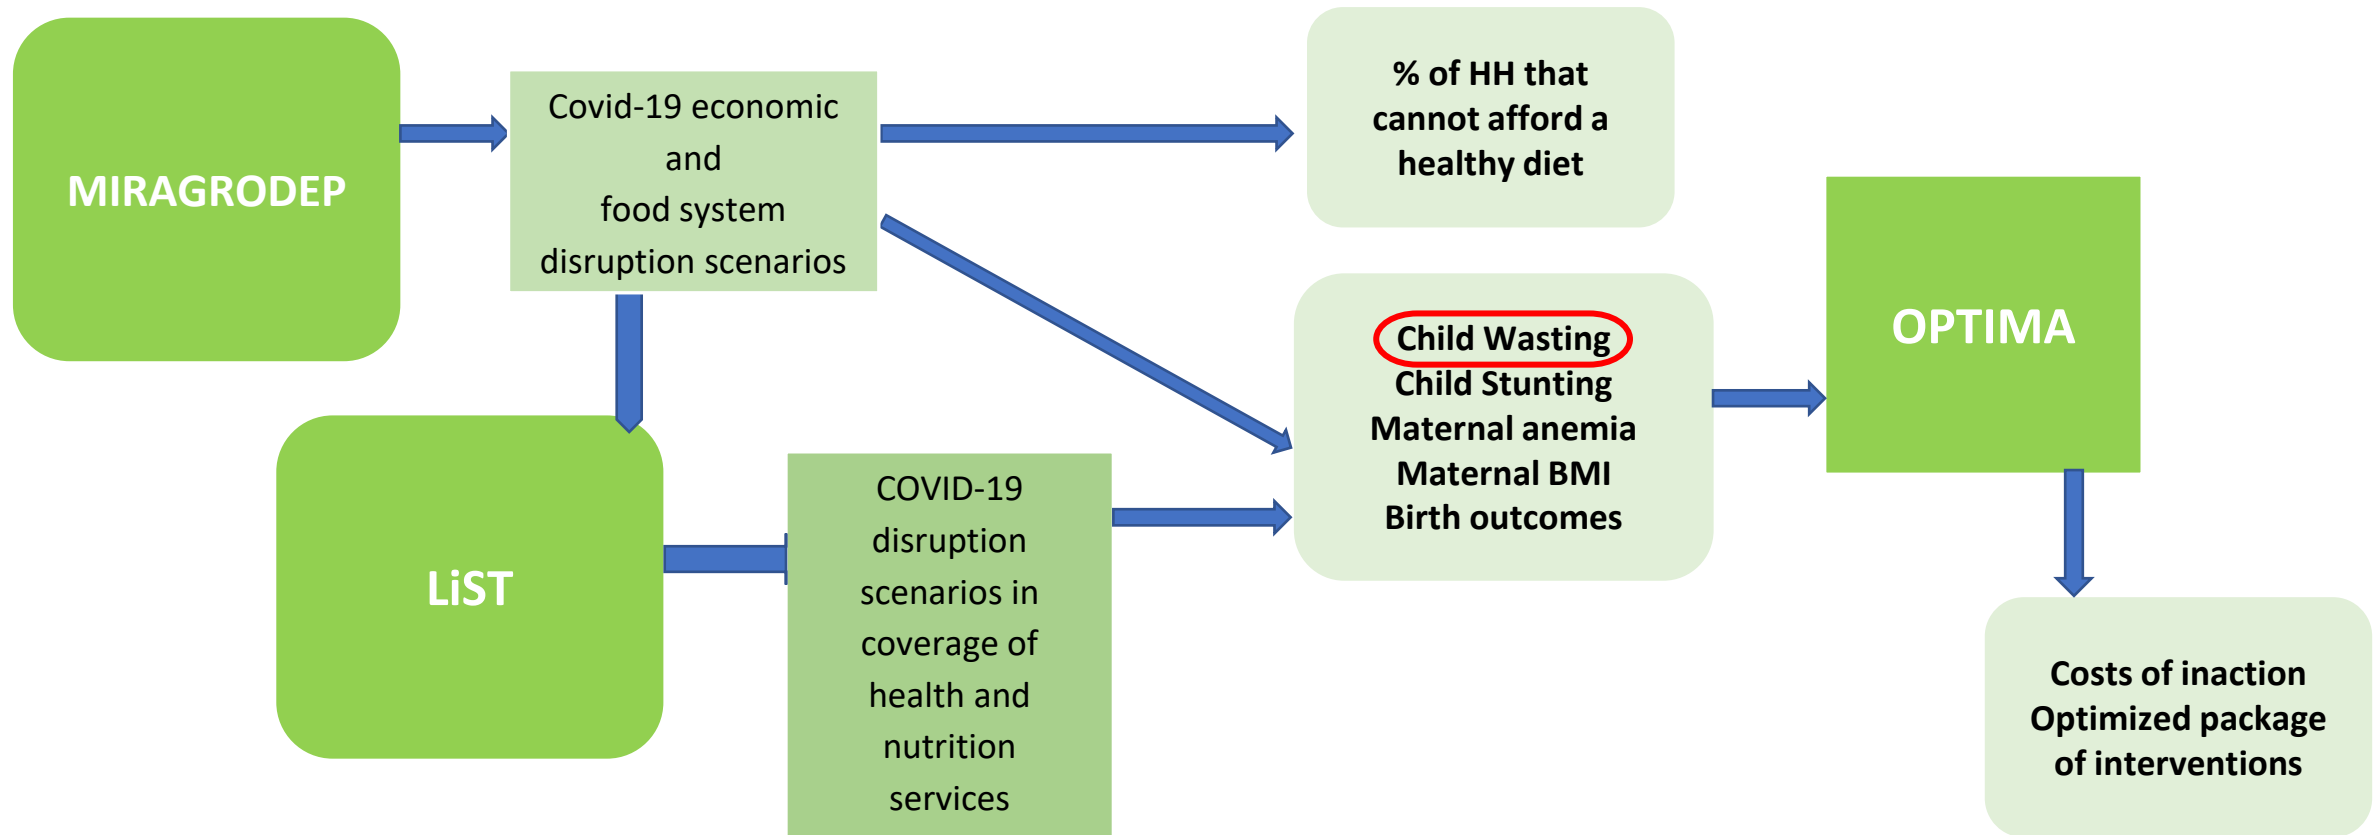 MIRAGRODEP
Covid-19 economic
and
food system
disruption scenarios
% of HH that
cannot afford a
healthy diet
Child Wasting
Child Stunting
Maternal anemia
Maternal BMI
Birth outcomes
OPTIMA
LiST
COVID-19
disruption
scenarios in
coverage of
health and
nutrition
services
Costs of inaction
Optimized package
of interventions